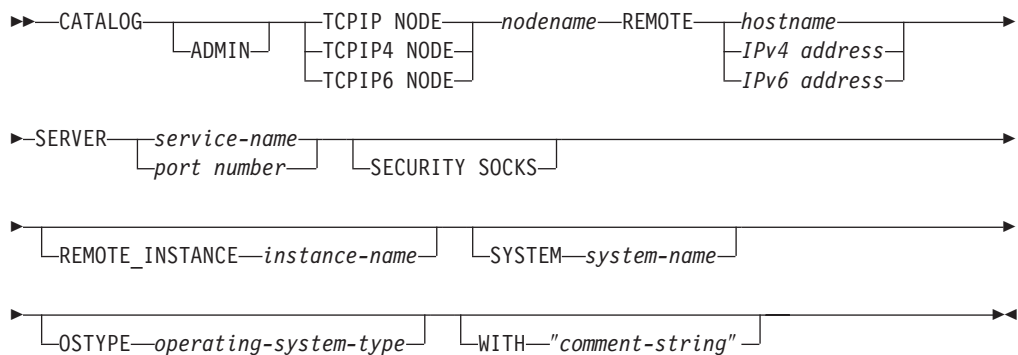 CATALOG ADMIN TCPIP NODE nodename REMOTE hostname
TCPIP4 NODE IPv4 address
TCPIP6 NODE IPv6 address
SERVER service-name
port number SECURITY SOCKS
REMOTE_INSTANCE instance-name SYSTEM system-name
OSTYPE operating-system-type WITH "comment-string"